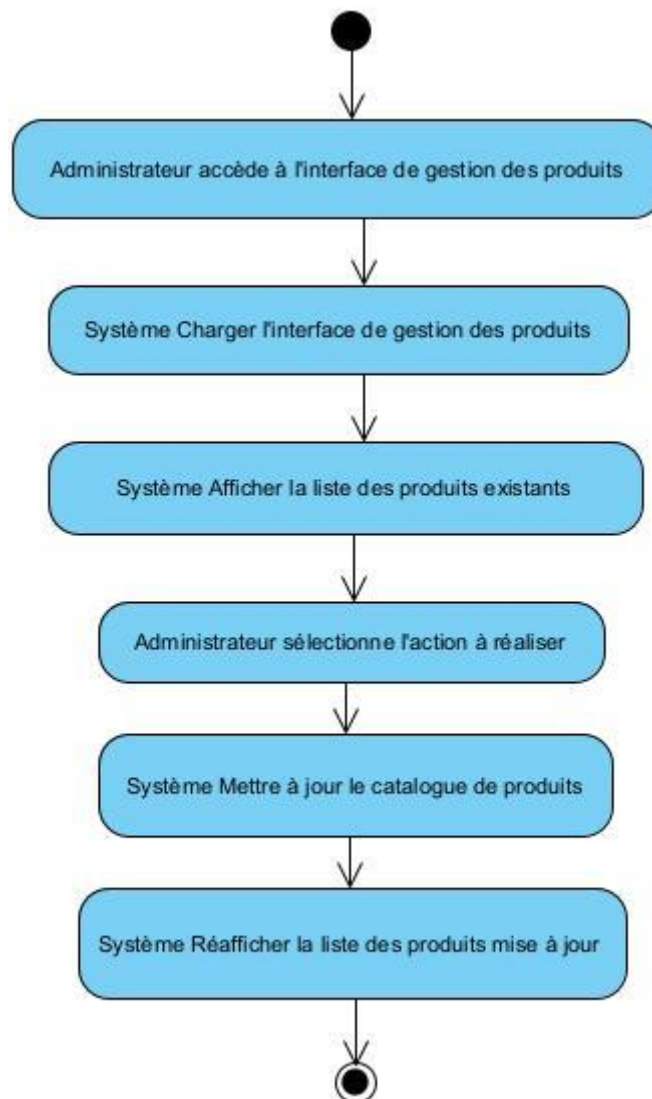 Administrateur accède à l'interface de gestion des produits
Système Charger l'interface de gestion des produits
Système Afficher la liste des produits existants
Administrateur sélectionne l'action à réaliser
Système Mettre à jour le catalogue de produits
Système Réafficher la liste des produits mise à jour